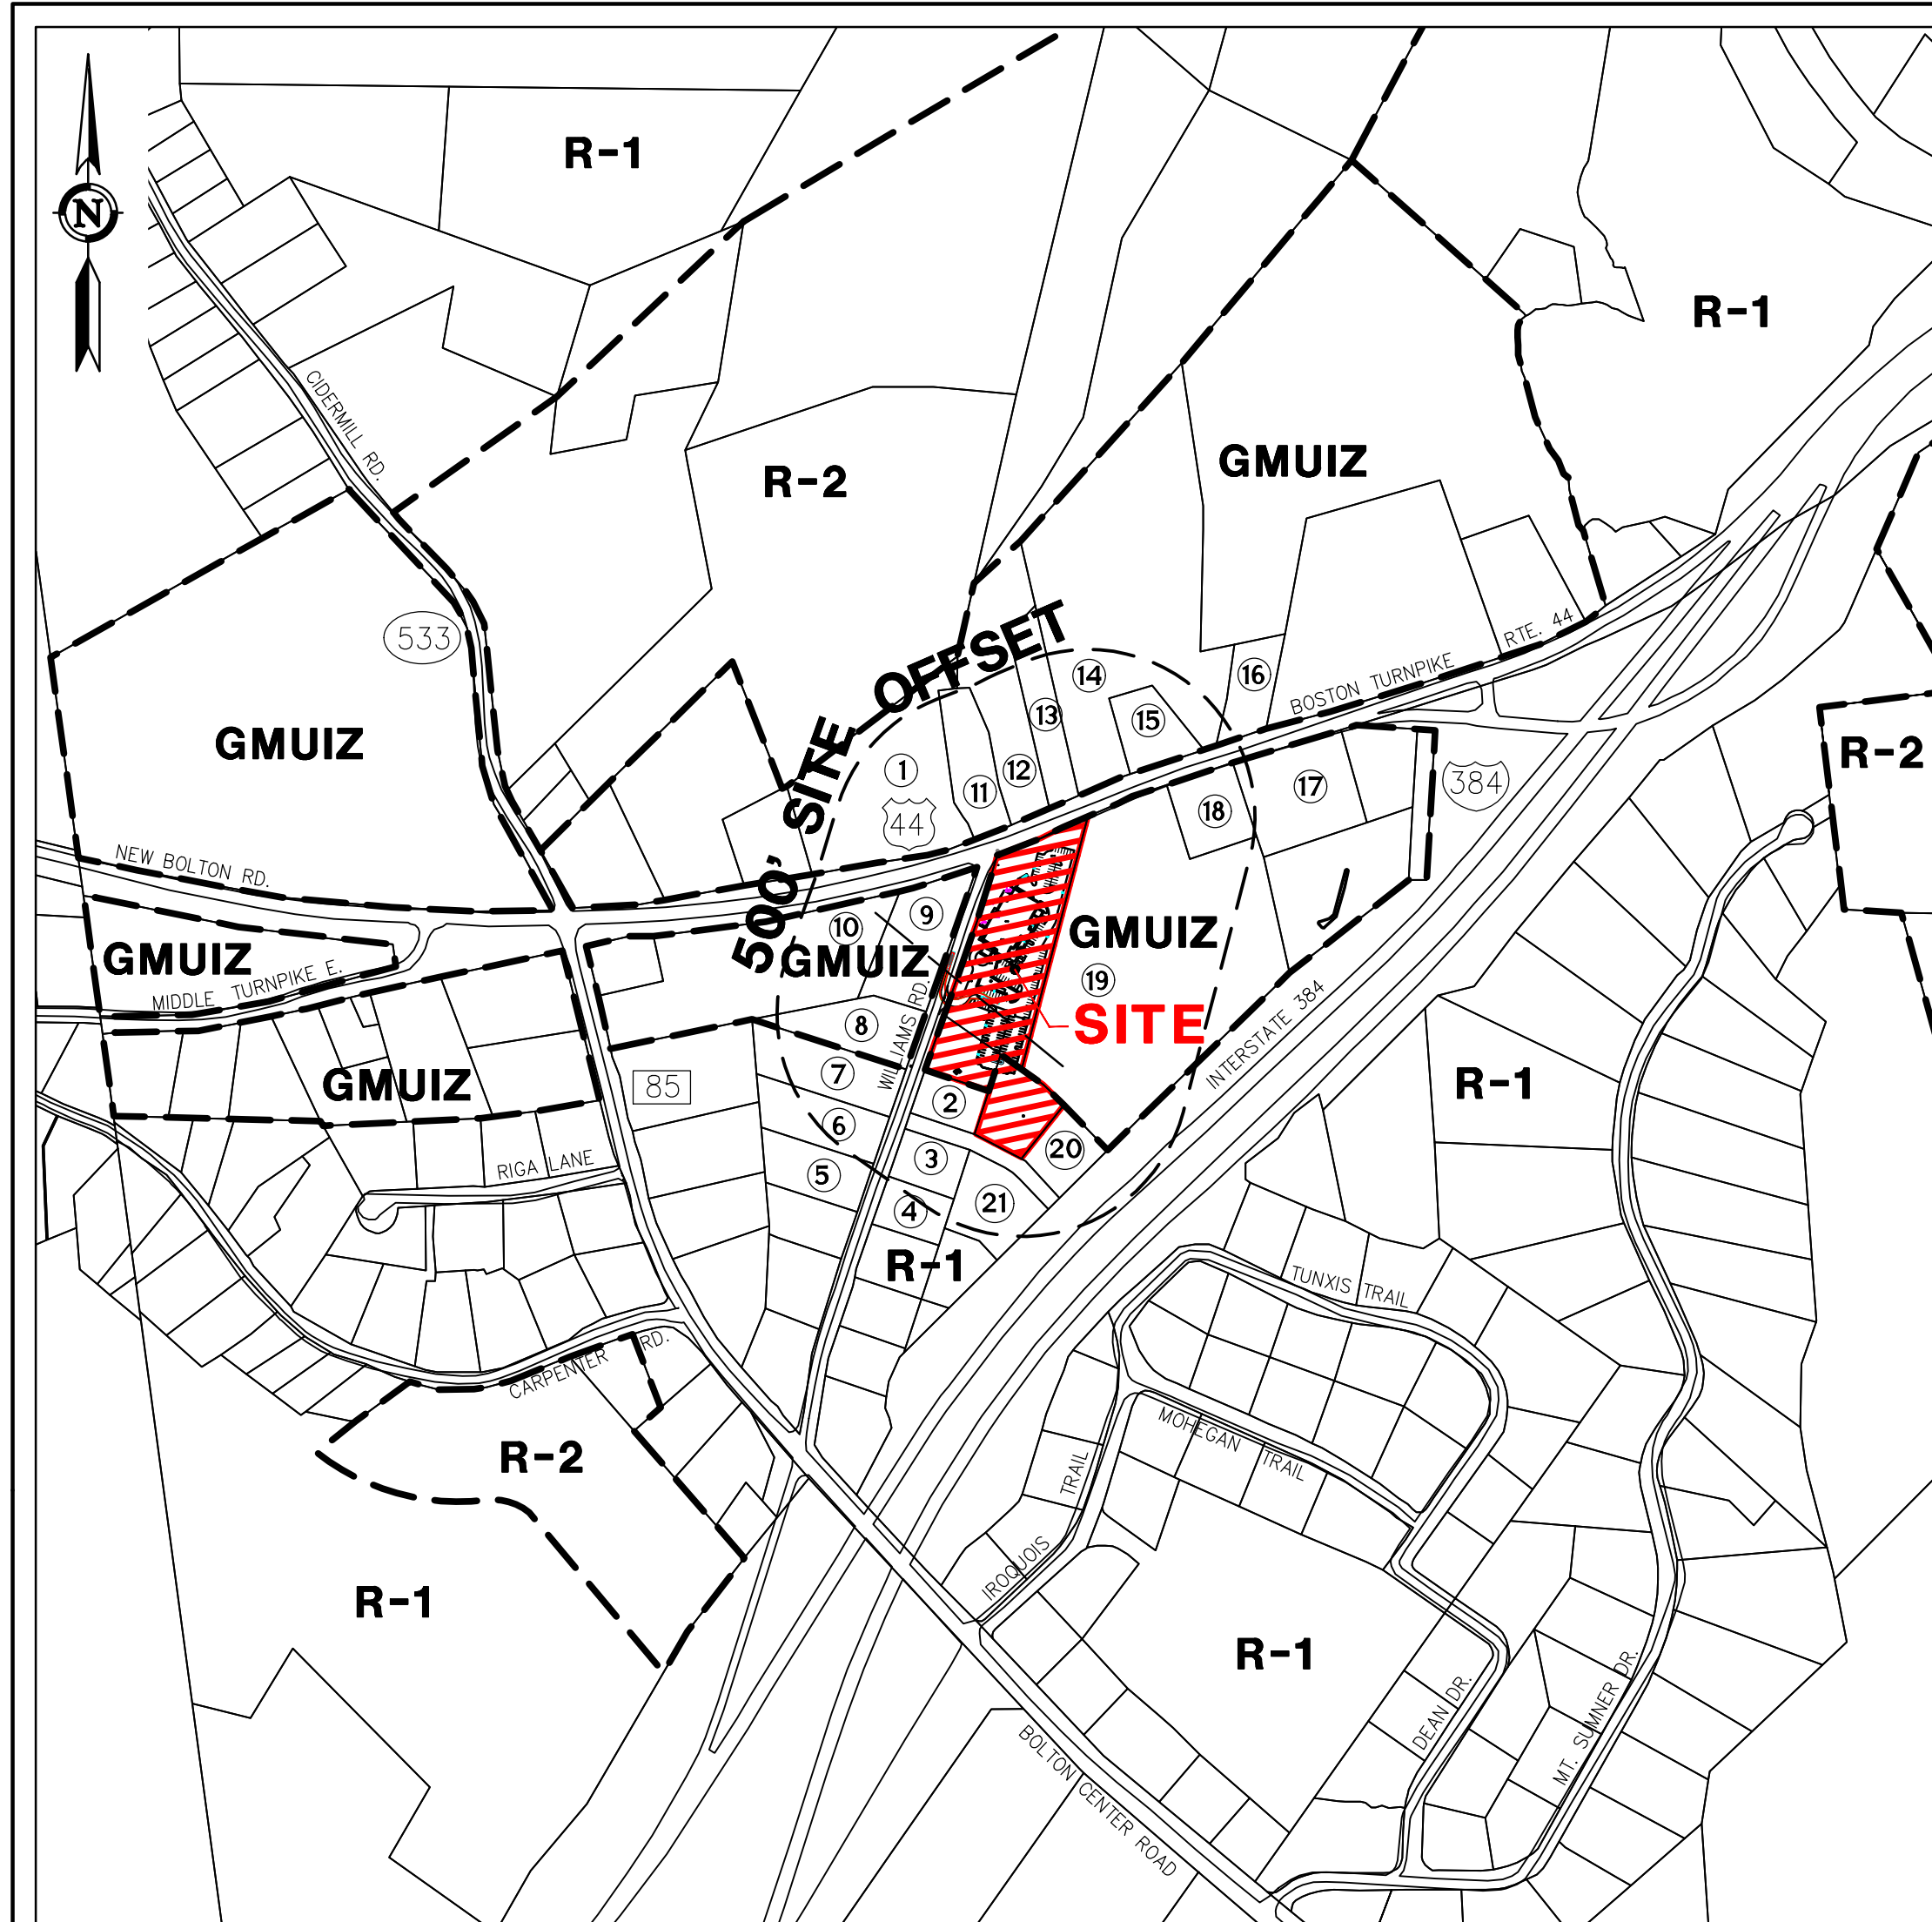 R-1
N
R-1
CIDERMILL RD.
GMUIZ
R-2
533
RTE. 44
500' SITE OFFSET
16
14
BOSTON TURNPIKE
13
15
GMUIZ
R-2
1
12
11
17
384
18
44
NEW BOLTON RD.
9
10
GMUIZ
GMUIZ
GMUIZ
19
MIDDLE TURNPIKE E.
SITE
8
WILLIAMS RD.
INTERSTATE 384
7
GMUIZ
85
R-1
2
6
20
3
RIGA LANE
5
21
4
R-1
TUNXIS TRAIL
CARPENTER RD.
MOHEGAN TRAIL
R-2
IROQUOIS TRAIL
R-1
R-1
DEAN DR.
MT. SUMNER DR.
BOLTON CENTER ROAD